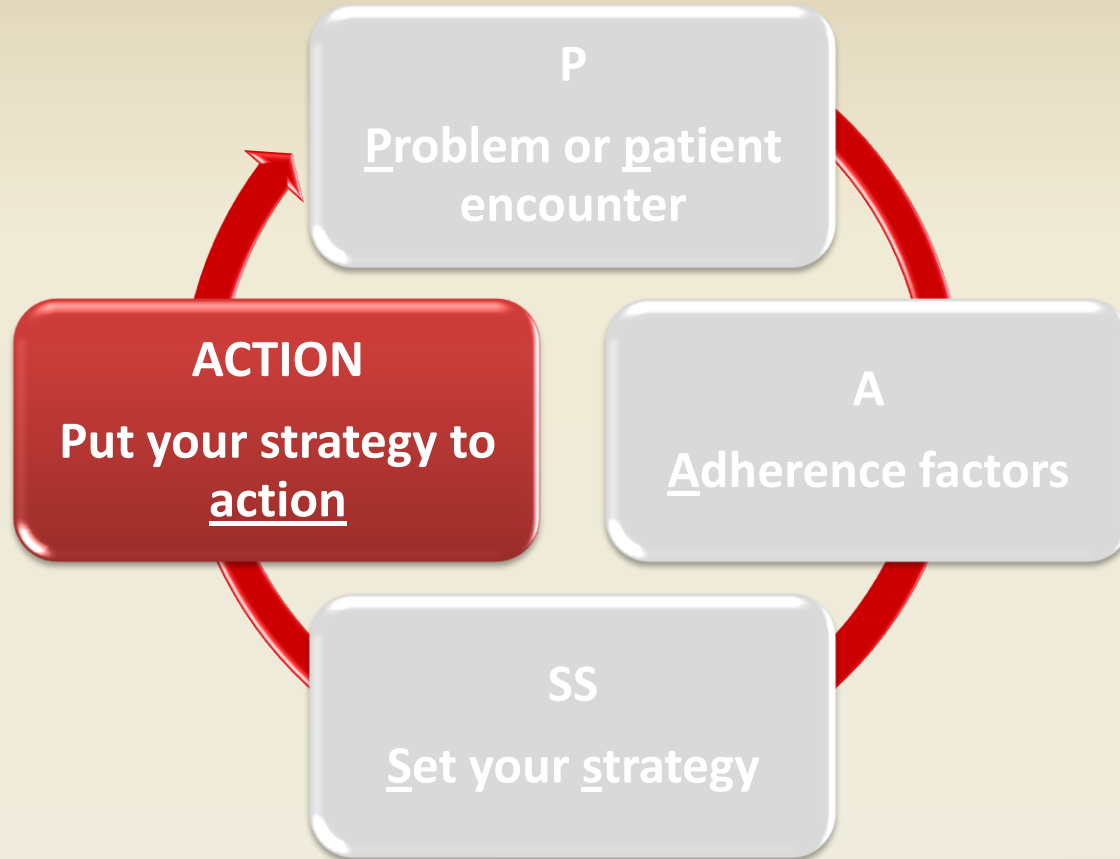 P
Problem or patient
encounter
A
Adherence factors
SS
Set your strategy
ACTION
Put your strategy to
action